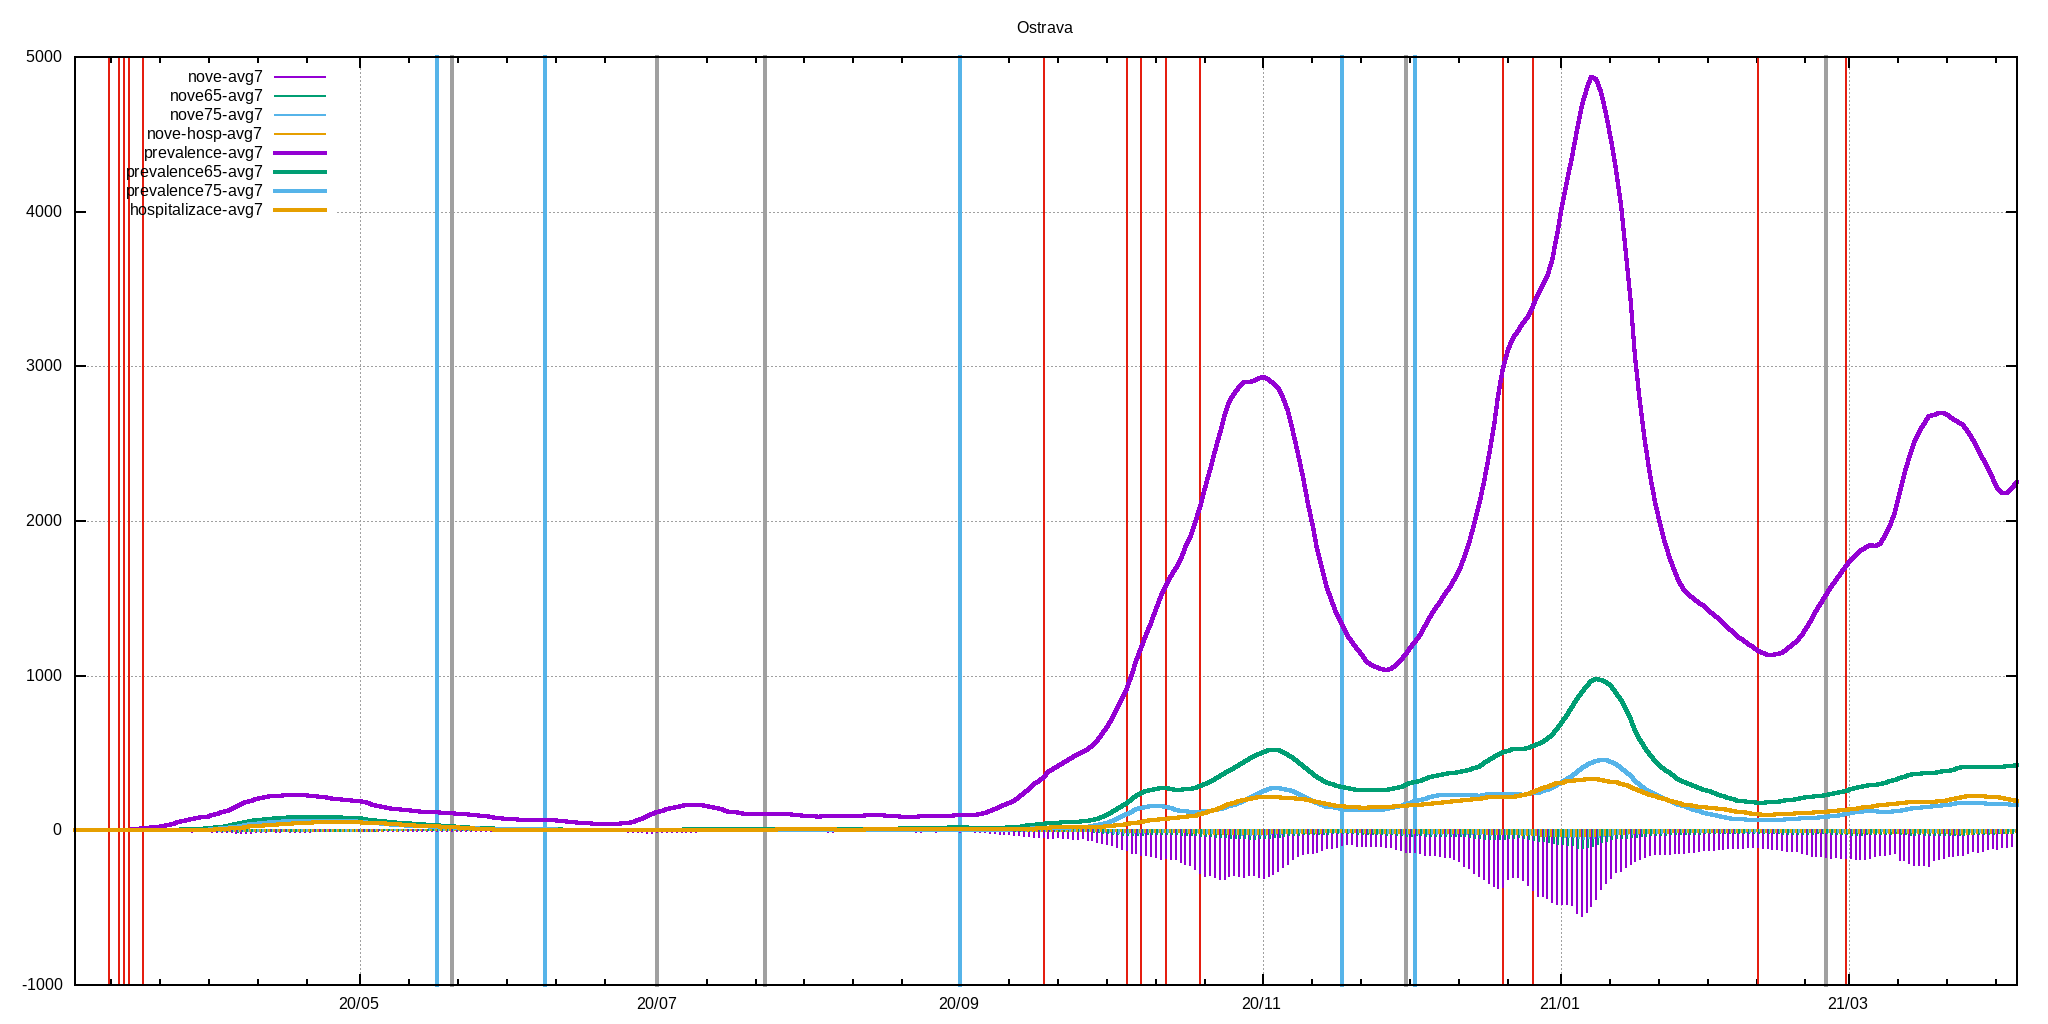 Ostrava
5000
4000
3000
2000
1000
0
-1000
nove-avg7
nove65-avg7
nove75-avg7
nove-hosp-avg7
prevalence-avg7
prevalence65-avg7
prevalence75-avg7
hospitalizace-avg7
20/05
20/07
20/09
20/11
21/01
21/03